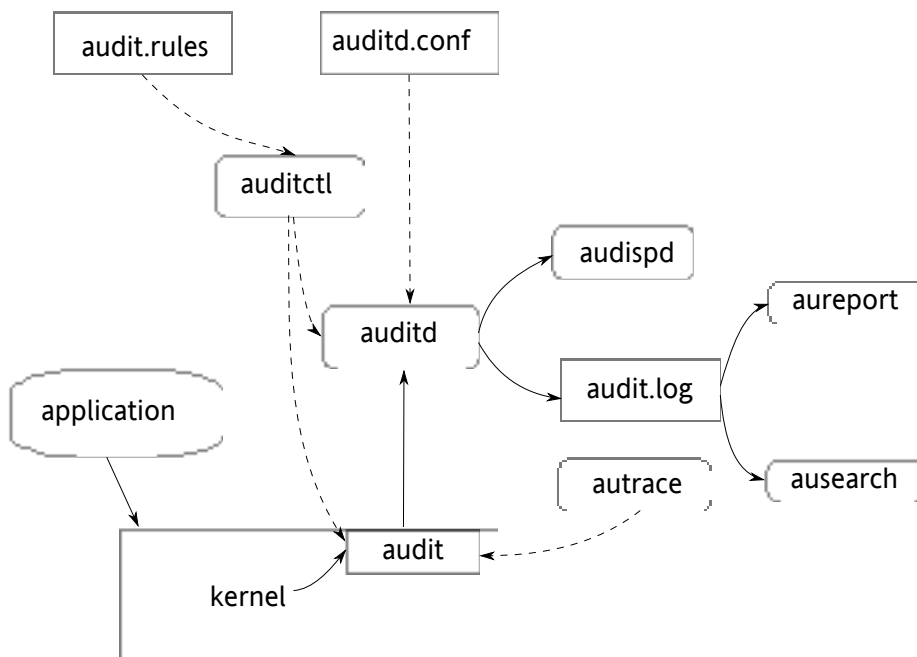 audit.rules
auditd.conf
auditctl
audispd
aureport
auditd
audit.log
application
autrace
ausearch
audit
kernel